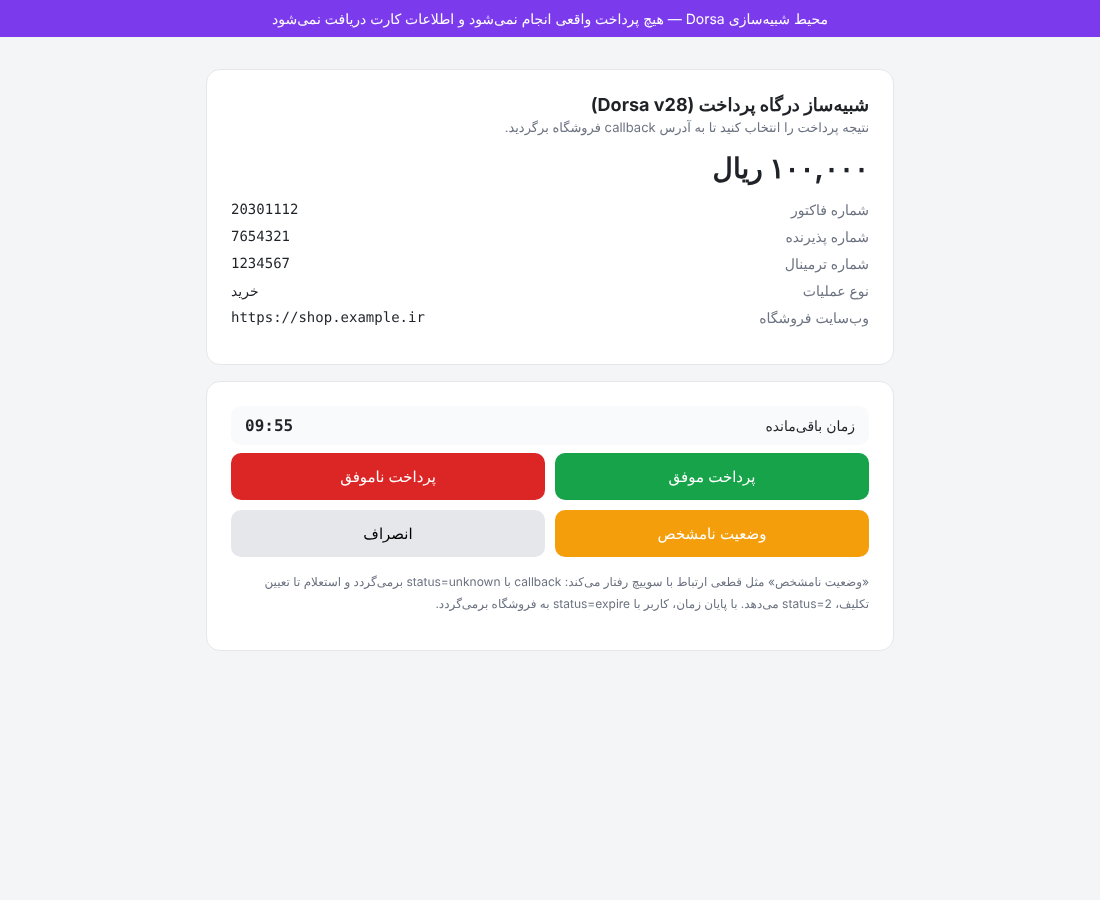 محیط شبیه‌سازی Dorsa — هیچ پرداخت واقعی انجام نمی‌شود و اطلاعات کارت دریافت نمی‌شود
شبیه‌ساز درگاه پرداخت (Dorsa v28)
نتیجه پرداخت را انتخاب کنید تا به آدرس callback فروشگاه برگردید.
۱۰۰,۰۰۰ ریال
شماره فاکتور 20301112
شماره پذیرنده 7654321
شماره ترمینال 1234567
نوع عملیات خرید
وب‌سایت فروشگاه https://shop.example.ir
زمان باقی‌مانده 09:55
پرداخت موفق پرداخت ناموفق
وضعیت نامشخص انصراف
«وضعیت نامشخص» مثل قطعی ارتباط با سوییچ رفتار می‌کند: callback با status=unknown برمی‌گردد و استعلام تا تعیین
تکلیف، status=2 می‌دهد. با پایان زمان، کاربر با status=expire به فروشگاه برمی‌گردد.